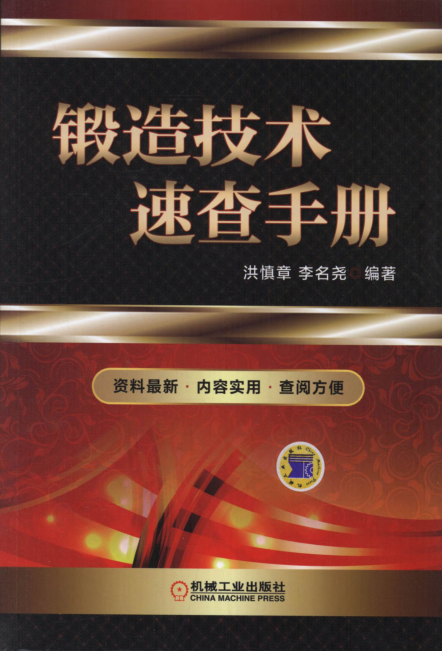 锻造技术
速查手册
洪慎章 李名尧 编著
资料最新·内容实用·查阅方便
机械工业出版社
CHINA MACHINE PRESS